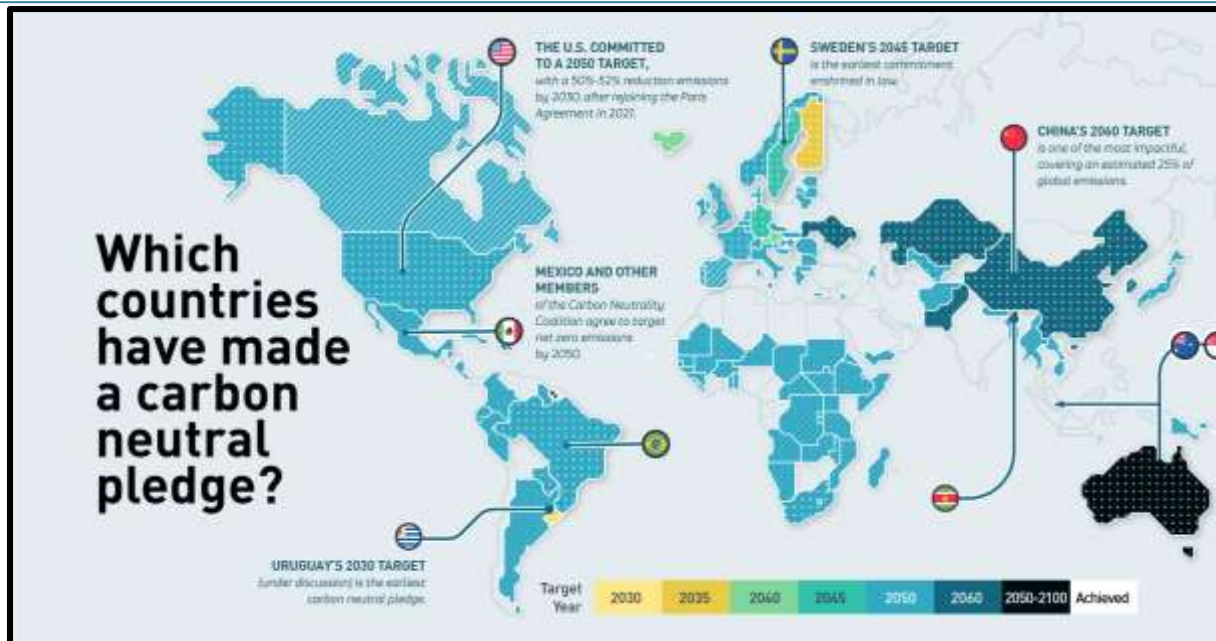 THE U.S. COMMITTED
TO A 2050 TARGET,
with a 50%-52% reduction emissions
by 2030, after rejoining the Paris
Agreement in 2021.
SWEDEN'S 2045 TARGET
is the earliest commitment
enshrined in law.
CHINA'S 2060 TARGET
is one of the most impactful,
covering an estimated 25% of
global emissions.
Which
countries
have made
a carbon
neutral
pledge?
MEXICO AND OTHER
MEMBERS
of the Carbon Neutrality
Coalition agree to target
net zero emissions
by 2050.
URUGUAY'S 2030 TARGET
(under discussion) is the earliest
carbon neutral pledge.
Target
Year
2030
2035
2040
2045
2050
2060
2050-2100
Achieved